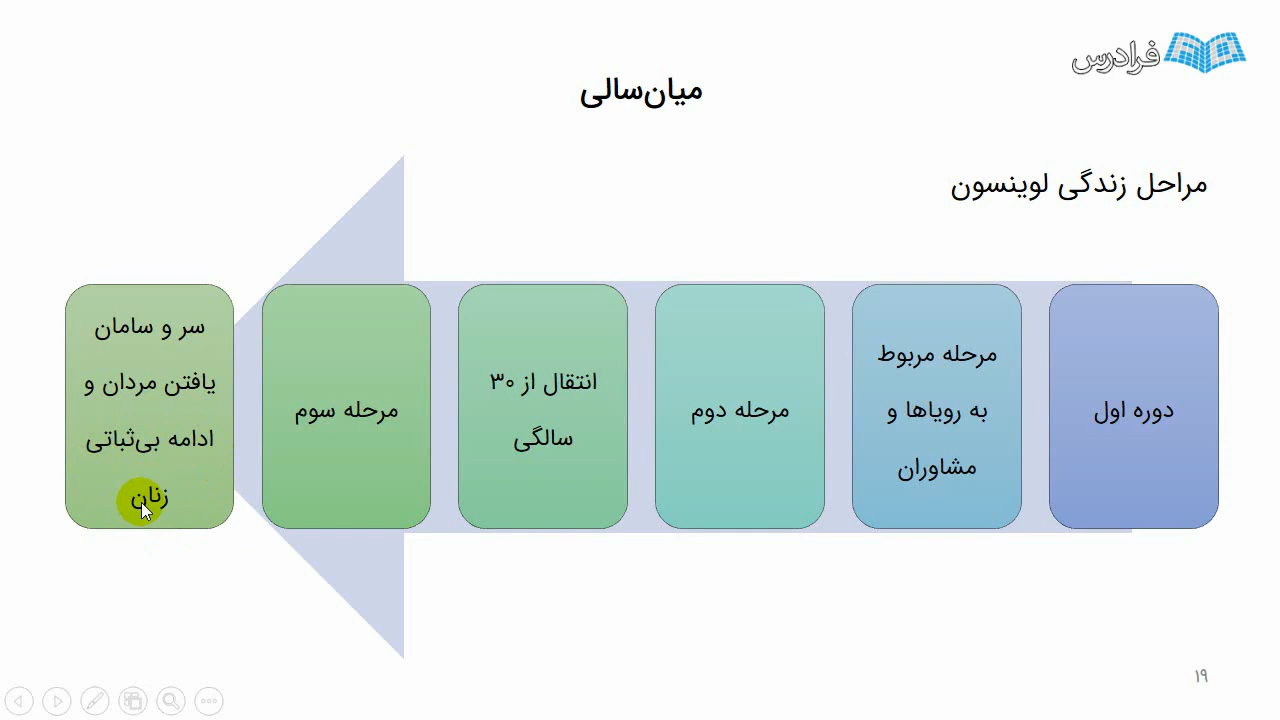 فرادرس
میان‌سالی
مراحل زندگی لوینسون
دوره اول
مرحله مربوط
به رویاها و
مشاوران
مرحله دوم
انتقال از ۳۰
سالگی
مرحله سوم
سر و سامان
یافتن مردان و
ادامه بی‌ثباتی
زنان
۱۹